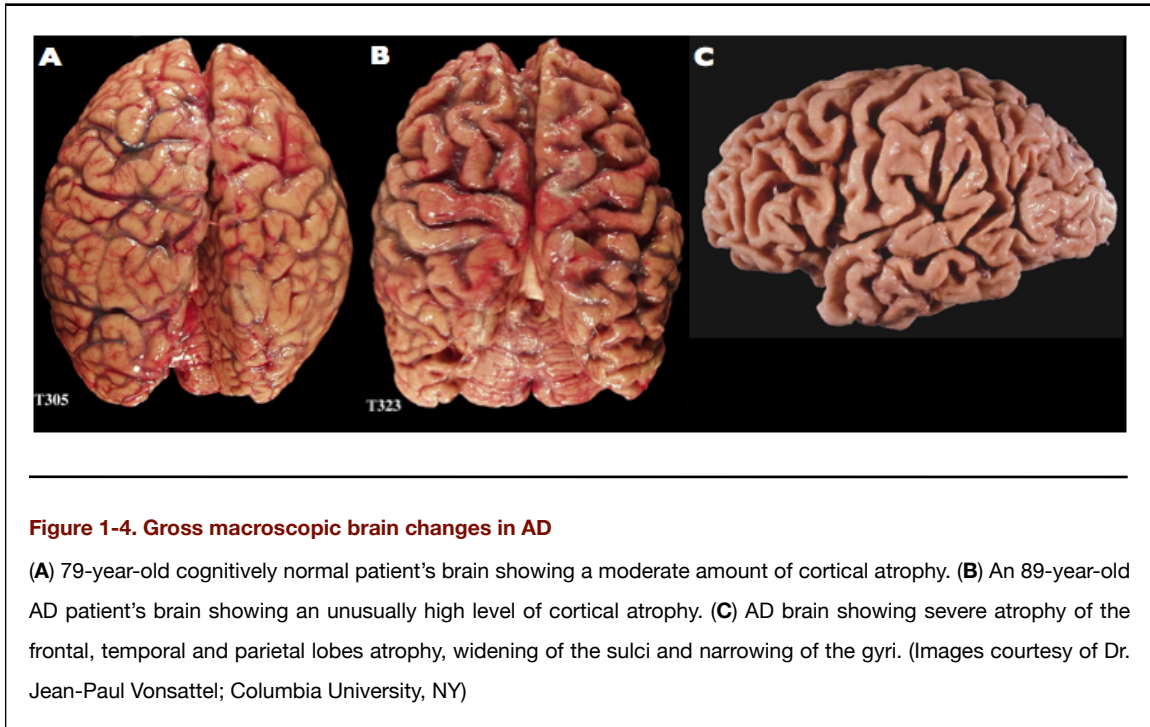 A B C
T305 T323
Figure 1-4. Gross macroscopic brain changes in AD
(A) 79-year-old cognitively normal patient’s brain showing a moderate amount of cortical atrophy. (B) An 89-year-old
AD patient’s brain showing an unusually high level of cortical atrophy. (C) AD brain showing severe atrophy of the
frontal, temporal and parietal lobes atrophy, widening of the sulci and narrowing of the gyri. (Images courtesy of Dr.
Jean-Paul Vonsattel; Columbia University, NY)